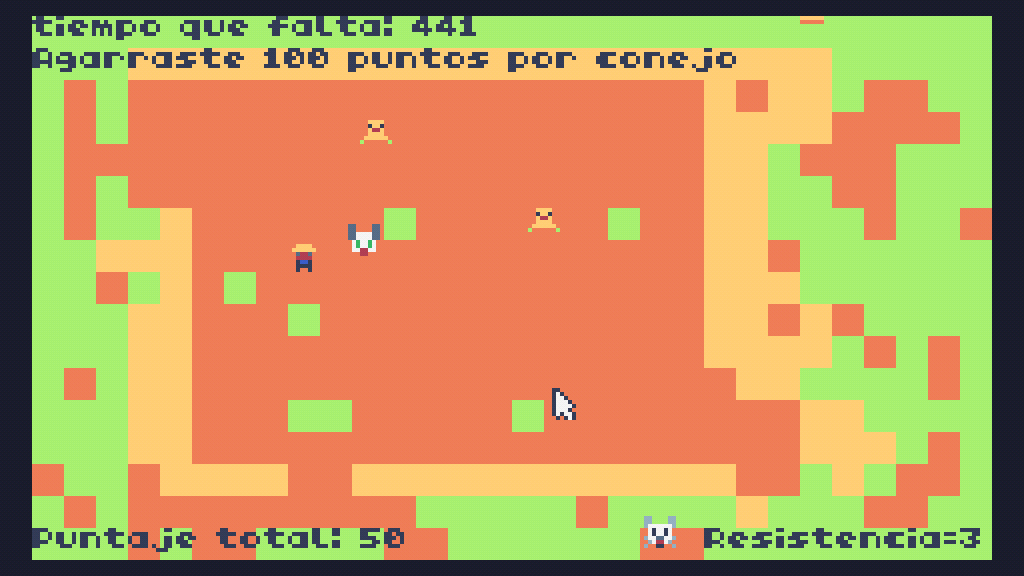 tiempo que falta: 441
Agarraste 100 puntos por conejo
Puntaje total: 50
Resistencia=3